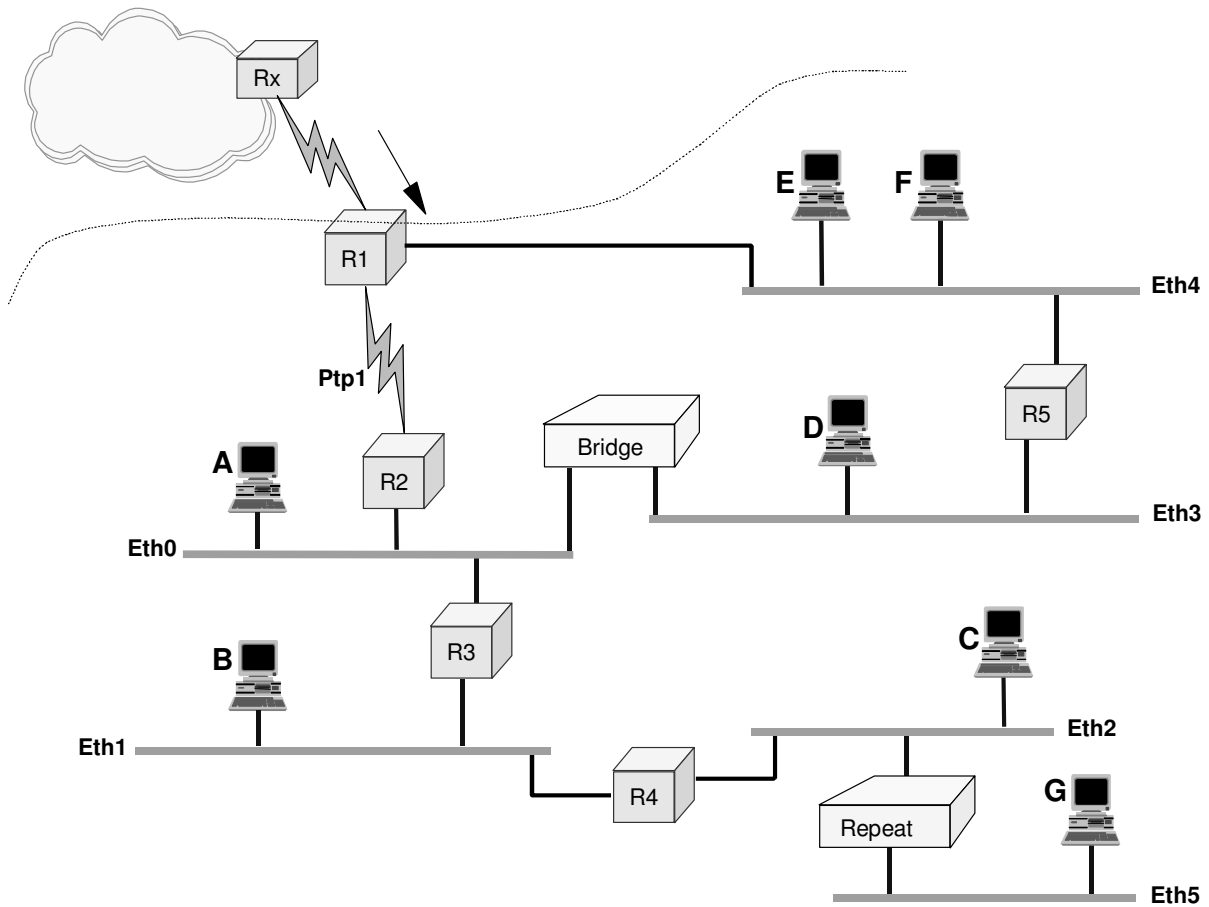 Rx
E
F
R1
Eth4
Ptp1
R5
D
Bridge
A
R2
Eth3
Eth0
C
R3
B
Eth2
Eth1
R4
G
Repeat
Eth5